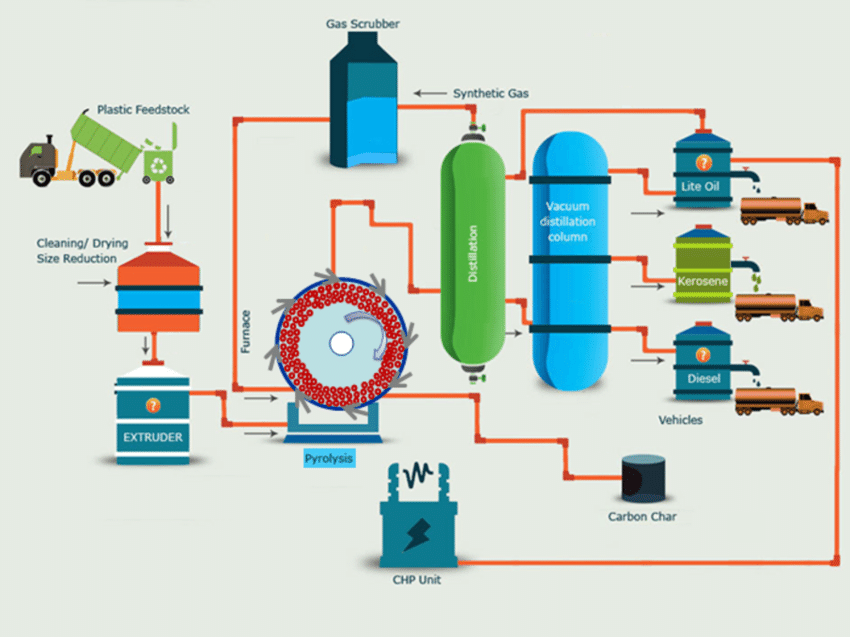 Gas Scrubber
Synthetic Gas
Plastic Feedstock
Cleaning/ Drying
Size Reduction
Furnace
Distillation
Vacuum
distillation
column
Lite Oil
Kerosene
Diesel
?
?
?
EXTRUDER
Pyrolysis
Vehicles
Carbon Char
CHP Unit